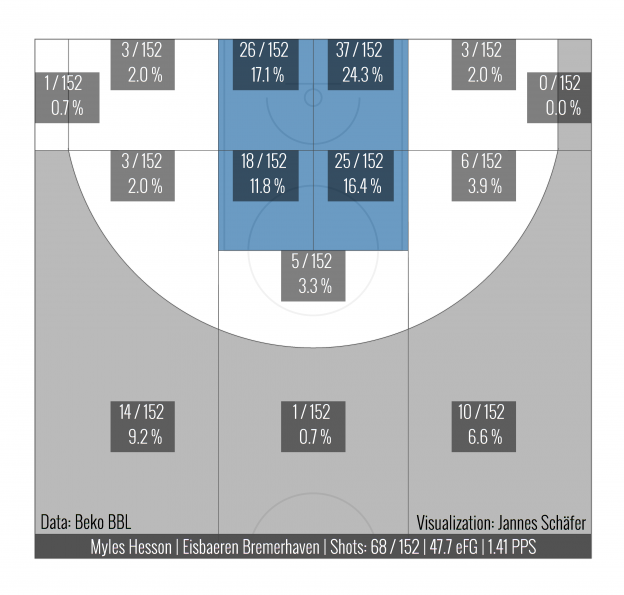 3 / 152
2.0 %
26 / 152
17.1 %
37 / 152
24.3 %
3 / 152
2.0 %
1 / 152
0.7 %
0 / 152
0.0 %
3 / 152
2.0 %
18 / 152
11.8 %
25 / 152
16.4 %
6 / 152
3.9 %
5 / 152
3.3 %
14 / 152
9.2 %
1 / 152
0.7 %
10 / 152
6.6 %
Data: Beko BBL
Visualization: Jannes Schäfer
Myles Hesson | Eisbaeren Bremerhaven | Shots: 68 / 152 | 47.7 eFG | 1.41 PPS